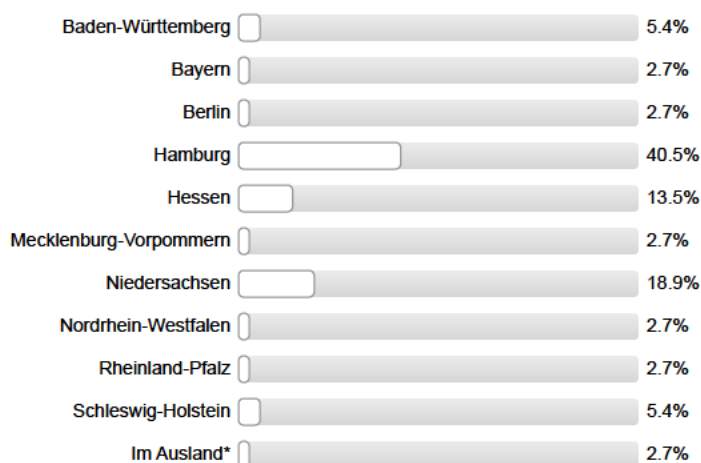 Baden-Württemberg 5.4%
Bayern 2.7%
Berlin 2.7%
Hamburg 40.5%
Hessen 13.5%
Mecklenburg-Vorpommern 2.7%
Niedersachsen 18.9%
Nordrhein-Westfalen 2.7%
Rheinland-Pfalz 2.7%
Schleswig-Holstein 5.4%
Im Ausland* 2.7%